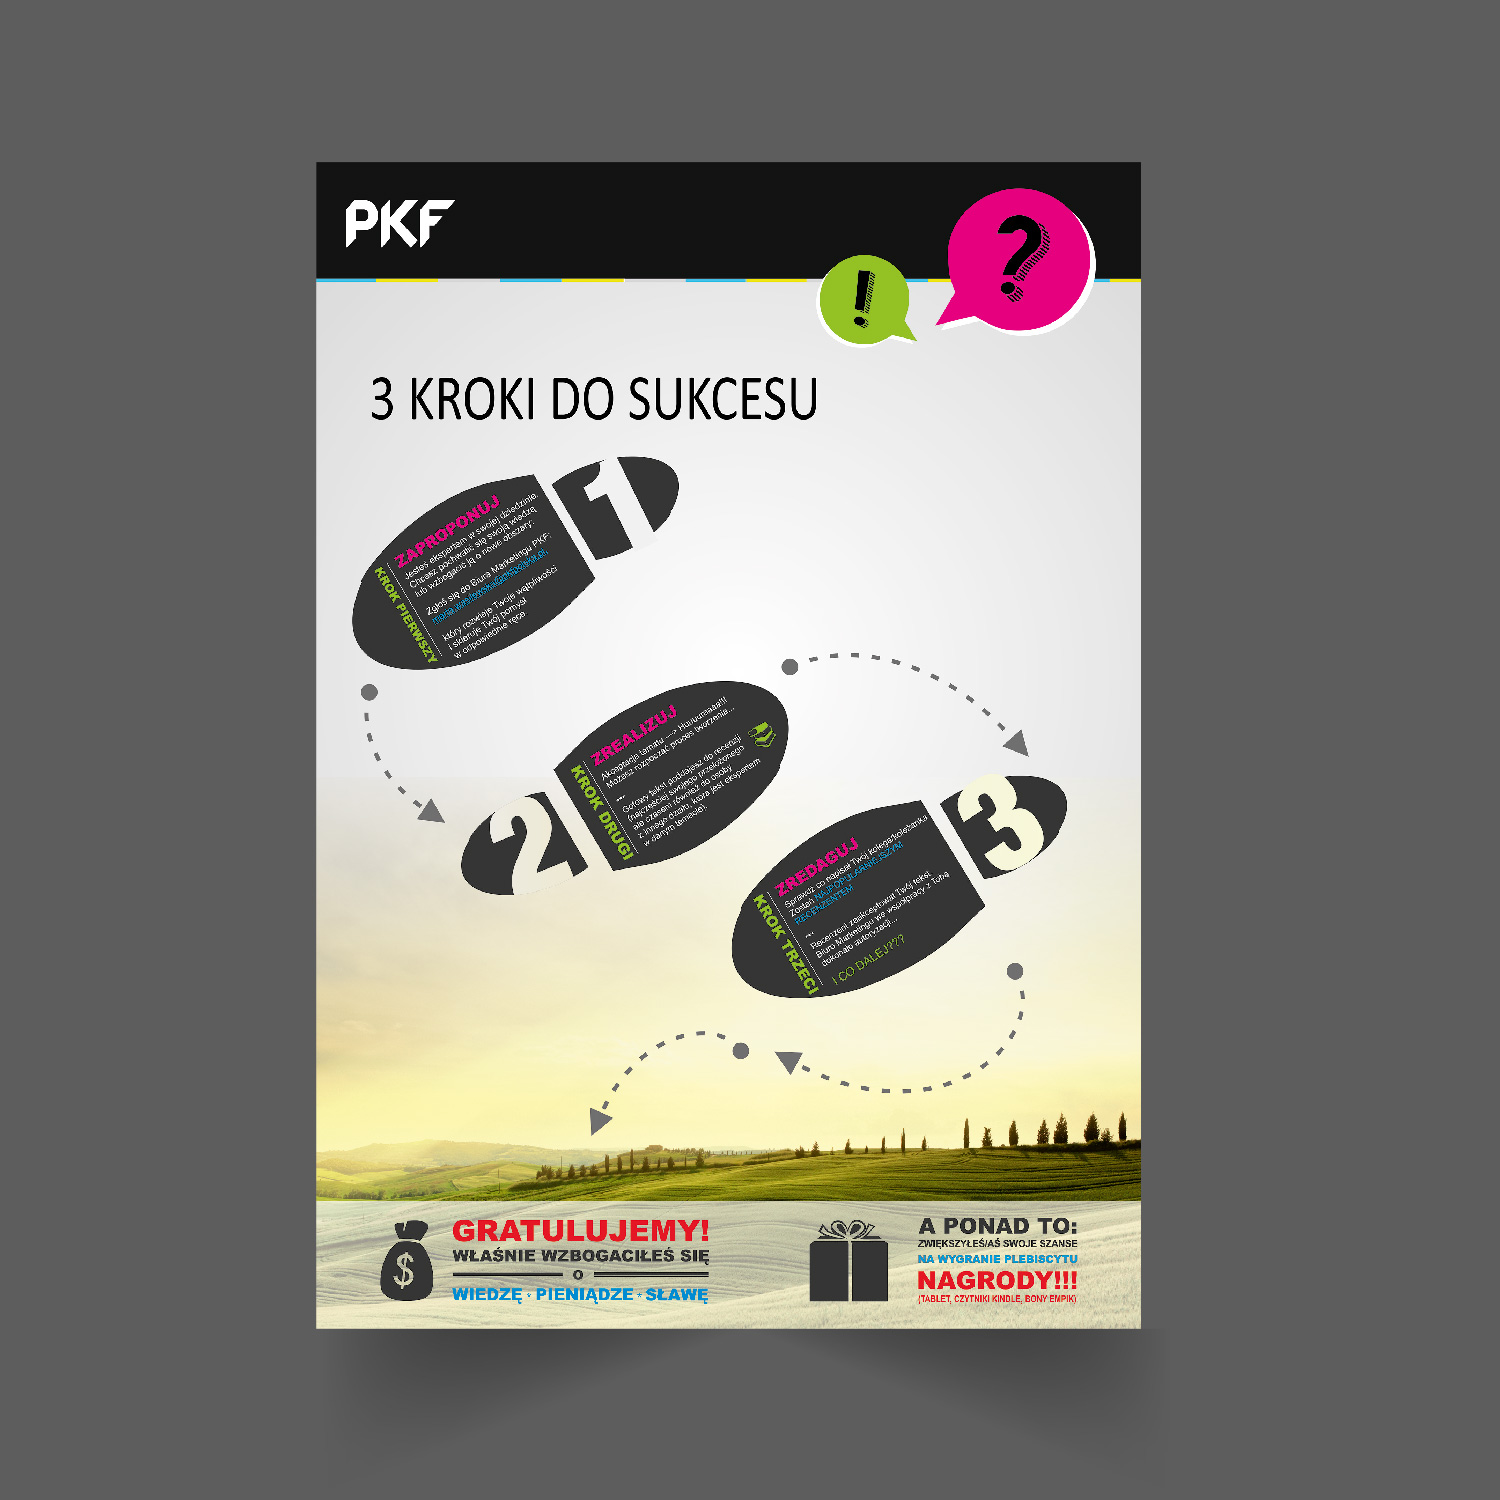 PKF
!
?
3 KROKI DO SUKCESU
1
KROK PIERWSZY
ZAPROPONUJ
Jesteś ekspertem w swojej dziedzinie.
Chcesz pochwalić się swoją wiedzą
lub wzbogacić ją o nowe obszary.
Zgłoś się do Biura Marketingu PKF:
który rozwieje Twoje wątpliwości
i skieruje Twój pomysł
w odpowiednie ręce
2
KROK DRUGI
ZREALIZUJ
Akceptacja tematu ---> Huuuurraaaa!!!
Możesz rozpocząć proces tworzenia...
---
Gotowy tekst poddajesz do recenzji
(najczęściej swojego przełożonego
ale czasem również do osoby
z innego działu, która jest ekspertem
w danym temacie).
3
KROK TRZECI
ZREDAGUJ
Sprawdź co napisał Twój kolega/koleżanka
Zostań NAJPOPULARNIEJSZYM
RECENZENTEM
---
Recenzent zaakceptował Twój tekst
Biuro Marketingu we współpracy z Tobą
dokonało autoryzacji...
I CO DALEJ???
$
GRATULUJEMY!
WŁAŚNIE WZBOGACIŁEŚ SIĘ
O
WIEDZĘ * PIENIĄDZE * SŁAWĘ
A PONAD TO:
ZWIĘKSZYŁEŚ/AŚ SWOJE SZANSE
NA WYGRANIE PLEBISCYTU
NAGRODY!!!
(TABLET, CZYTNIKI KINDLE, BONY EMPIK)